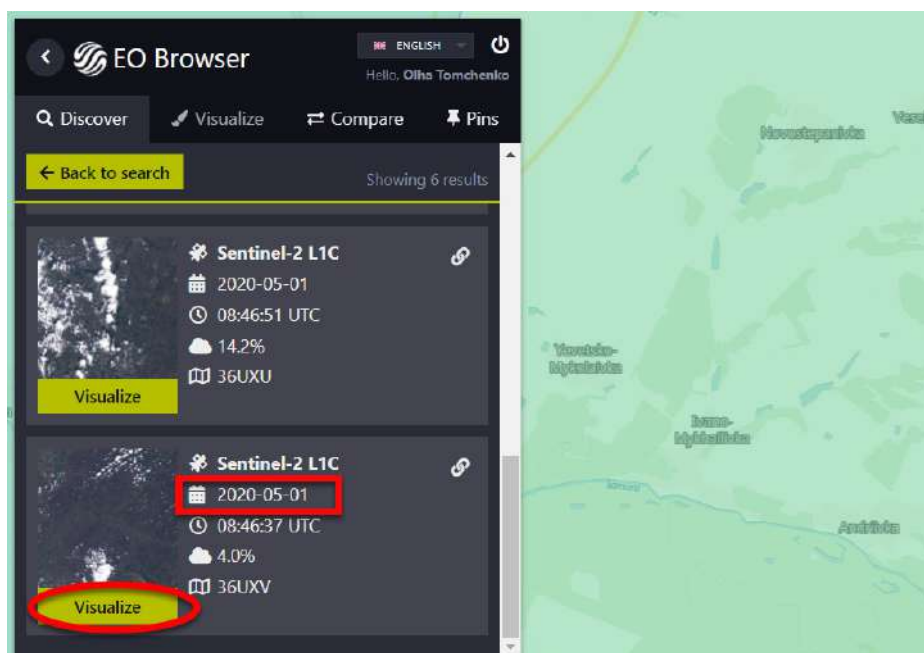 EO Browser
ENGLISH
Hello, Olha Tomchenko
Discover
Visualize
Compare
Pins
← Back to search
Showing 6 results
Sentinel-2 L1C
2020-05-01
08:46:51 UTC
14.2%
36UXU
Visualize
Sentinel-2 L1C
2020-05-01
08:46:37 UTC
4.0%
36UXV
Visualize
Novostepanivka
Andriivka